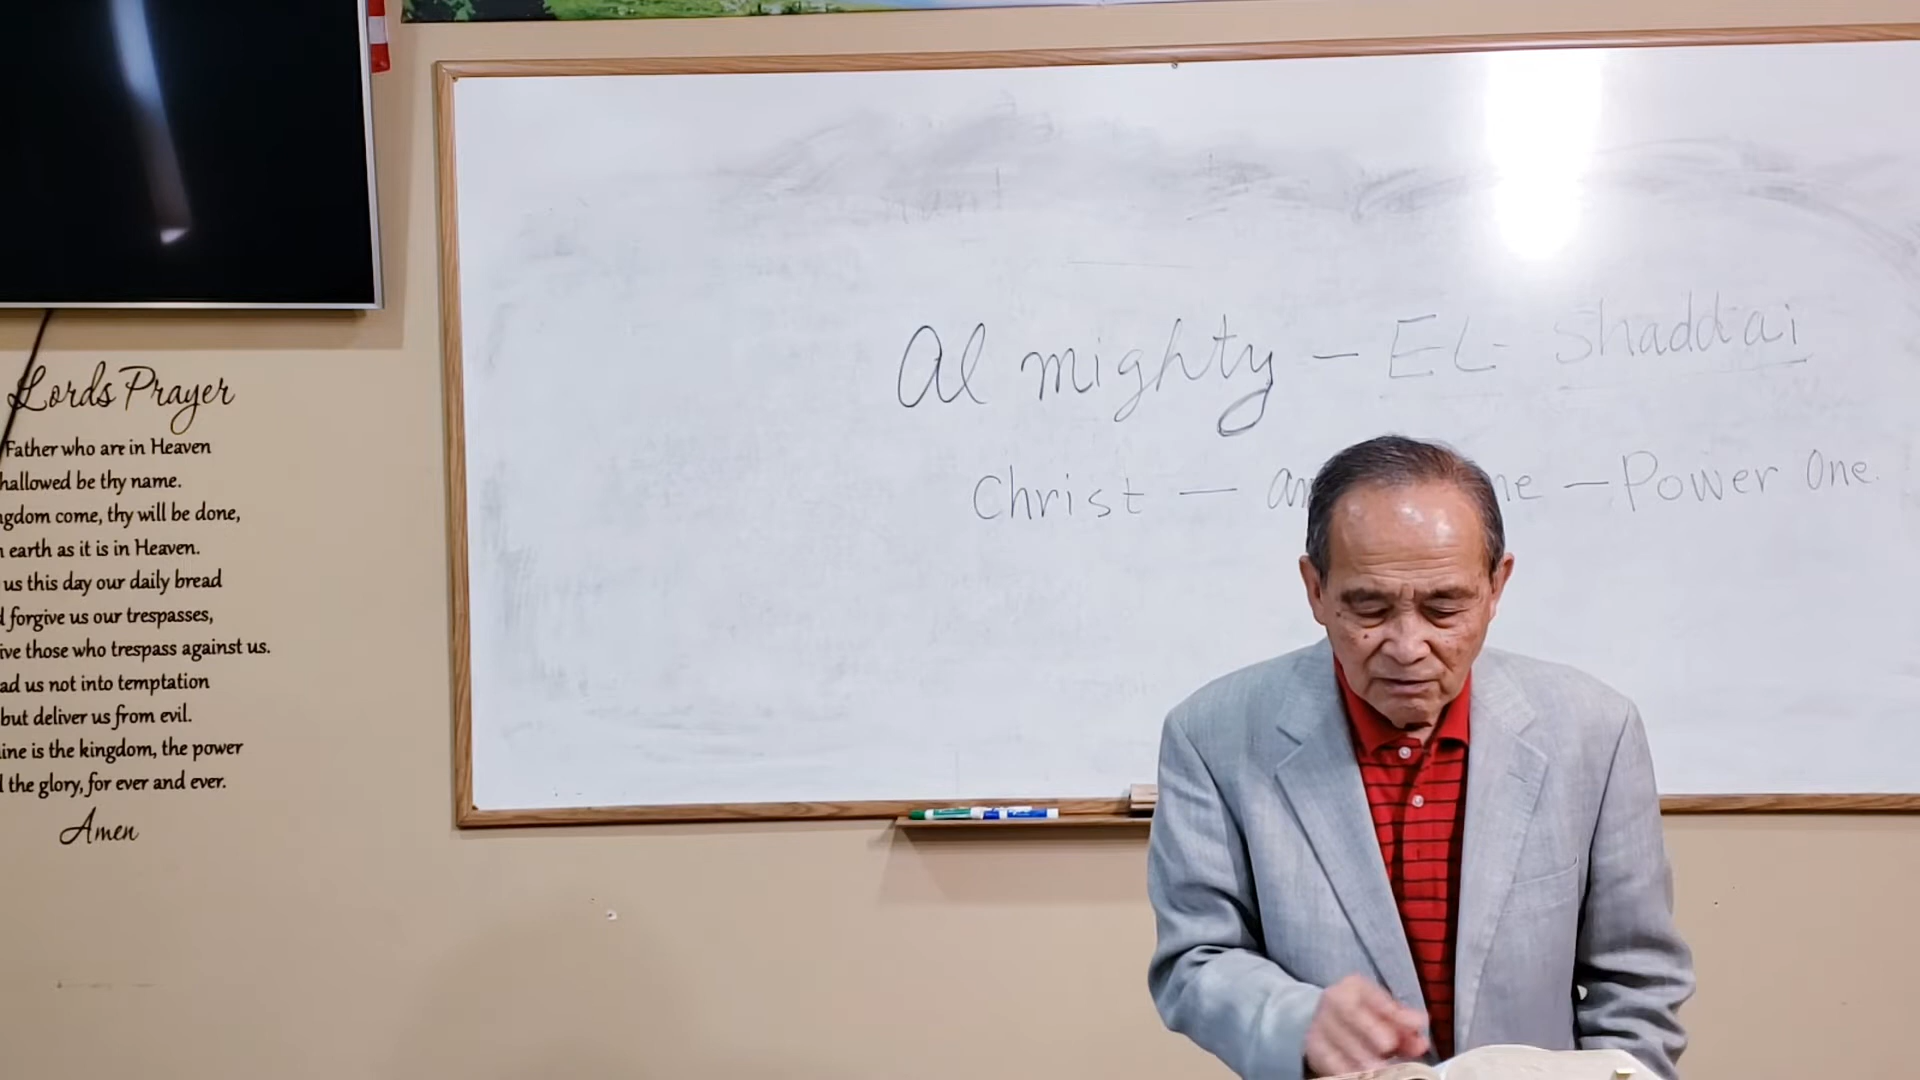 Lords Prayer
Father who are in Heaven
hallowed be thy name.
ngdom come, thy will be done,
n earth as it is in Heaven.
us this day our daily bread
d forgive us our trespasses,
ive those who trespass against us.
ad us not into temptation
but deliver us from evil.
ine is the kingdom, the power
l the glory, for ever and ever.
Amen
Al mighty — EL- Shaddai
Christ — an ne — Power One.